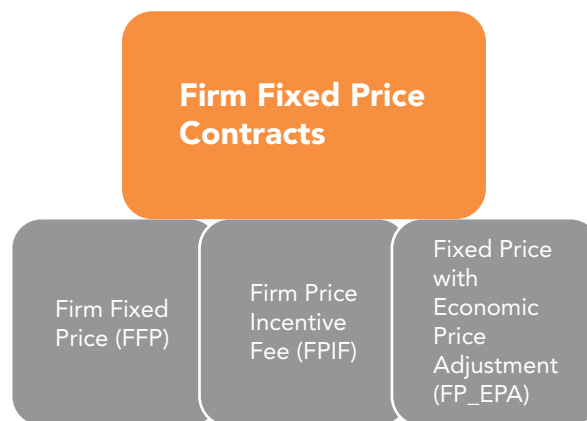 Firm Fixed Price
Contracts
Firm Fixed
Price (FFP)
Firm Price
Incentive
Fee (FPIF)
Fixed Price
with
Economic
Price
Adjustment
(FP_EPA)